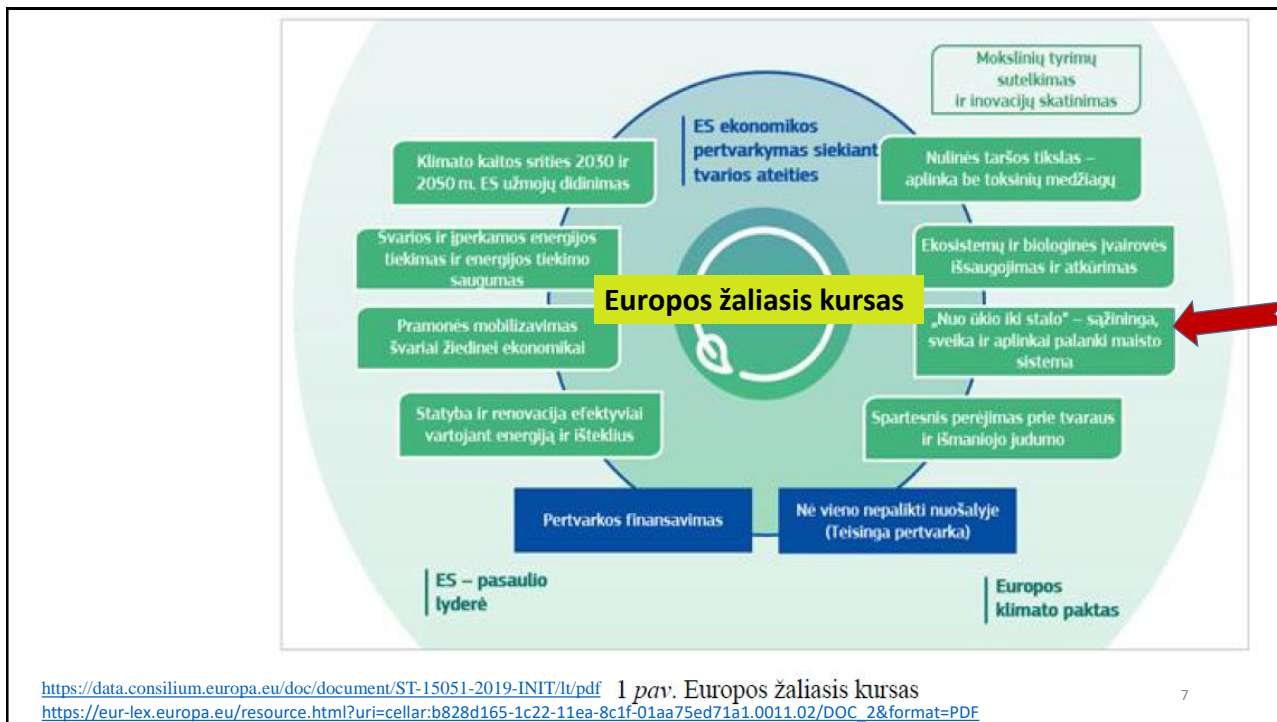 Mokslinių tyrimų
sutelkimas
ir inovacijų skatinimas
ES ekonomikos
pertvarkymas siekiant
tvarios ateities
Klimato kaitos srities 2030 ir
2050 m. ES užmojų didinimas
Nulinės taršos tikslas –
aplinka be toksinių medžiagų
Švarios ir įperkamos energijos
tiekimas ir energijos tiekimo
saugumas
Ekosistemų ir biologinės įvairovės
išsaugojimas ir atkūrimas
Europos žaliasis kursas
Pramonės mobilizavimas
švariai žiedinei ekonomikai
„Nuo ūkio iki stalo“ – sąžininga,
sveika ir aplinkai palanki maisto
sistema
Statyba ir renovacija efektyviai
vartojant energiją ir išteklius
Spartesnis perėjimas prie tvaraus
ir išmaniojo judumo
Pertvarkos finansavimas
Nė vieno nepalikti nuošalyje
(Teisinga pertvarka)
ES – pasaulio
lyderė
Europos
klimato paktas
https://data.consilium.europa.eu/doc/document/ST-15051-2019-INIT/lt/pdf 1 pav. Europos žaliasis kursas
7
https://eur-lex.europa.eu/resource.html?uri=cellar:b828d165-1c22-11ea-8c1f-01aa75ed71a1.0011.02/DOC_2&format=PDF